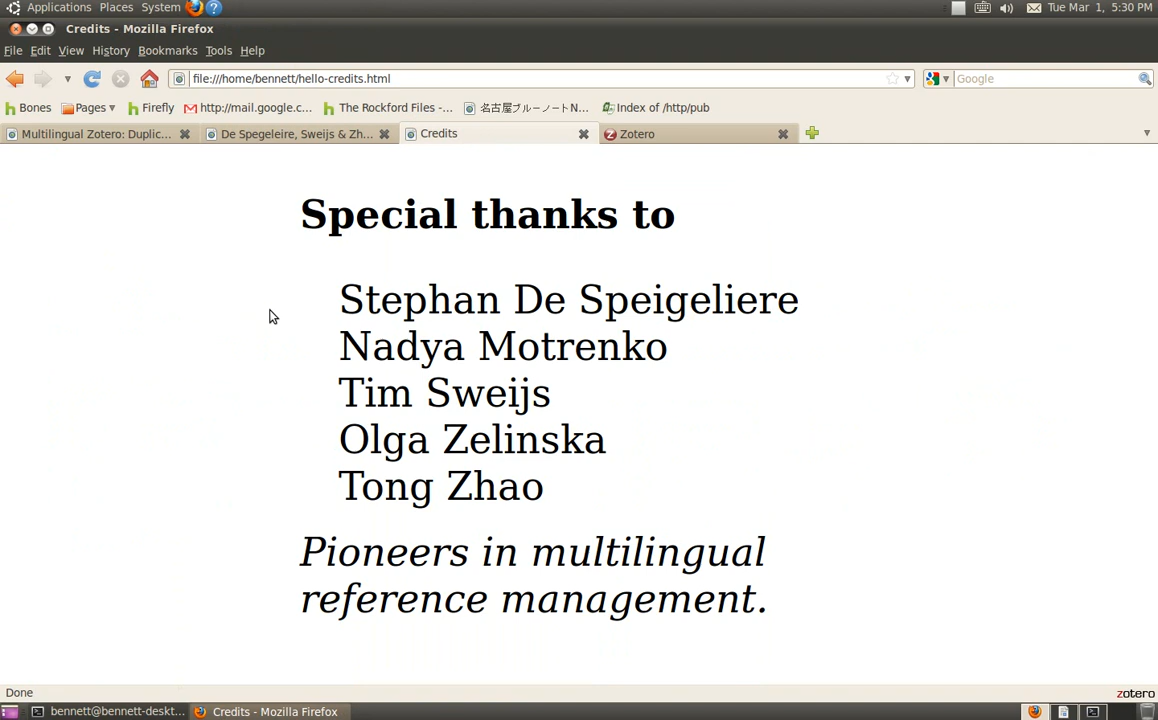 Applications Places System Tue Mar 1, 5:30 PM
Credits - Mozilla Firefox
File Edit View History Bookmarks Tools Help
file:///home/bennett/hello-credits.html Google
Bones Pages Firefly http://mail.google.c... The Rockford Files -... 名古屋ブルーノートN... Index of /http/pub
Multilingual Zotero: Duplic... De Spegeleire, Sweijs & Zh... Credits Zotero
Special thanks to
Stephan De Speigeliere
Nadya Motrenko
Tim Sweijs
Olga Zelinska
Tong Zhao
Pioneers in multilingual
reference management.
Done zotero
bennett@bennett-deskt... Credits - Mozilla Firefox